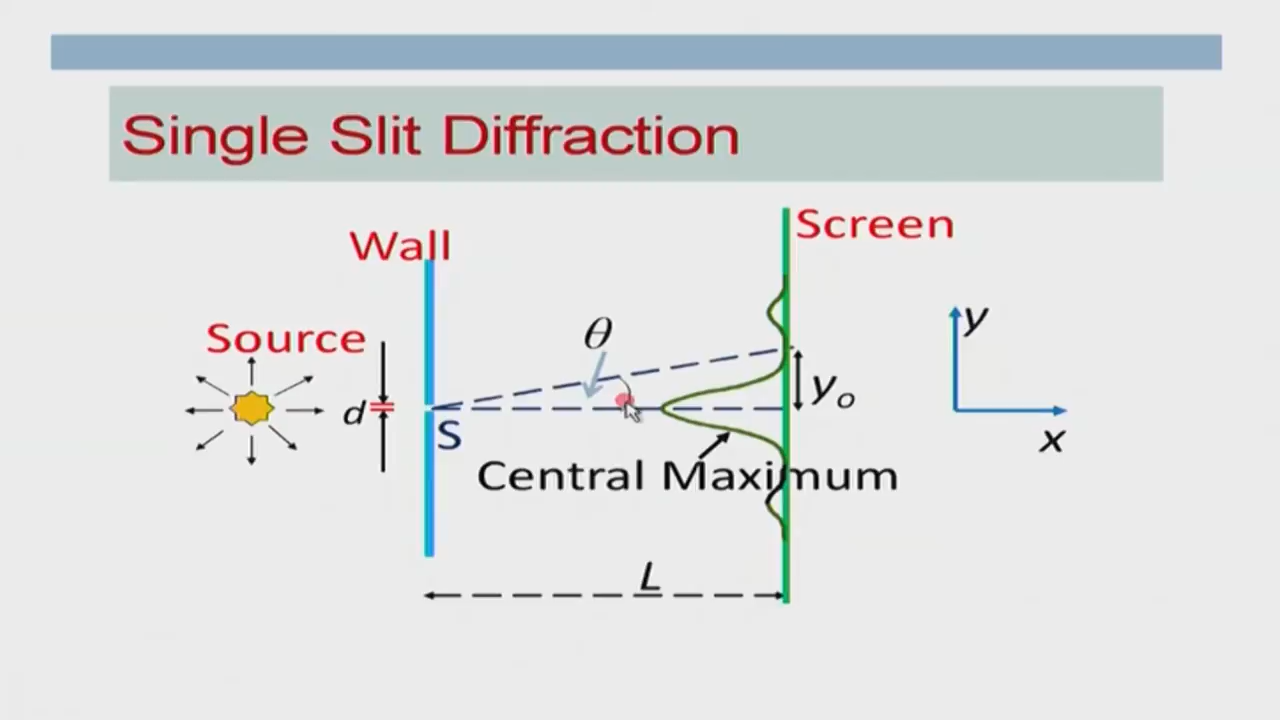 Single Slit Diffraction
Wall
Screen
Source
θ
y
d
y₀
S
x
Central Maximum
L